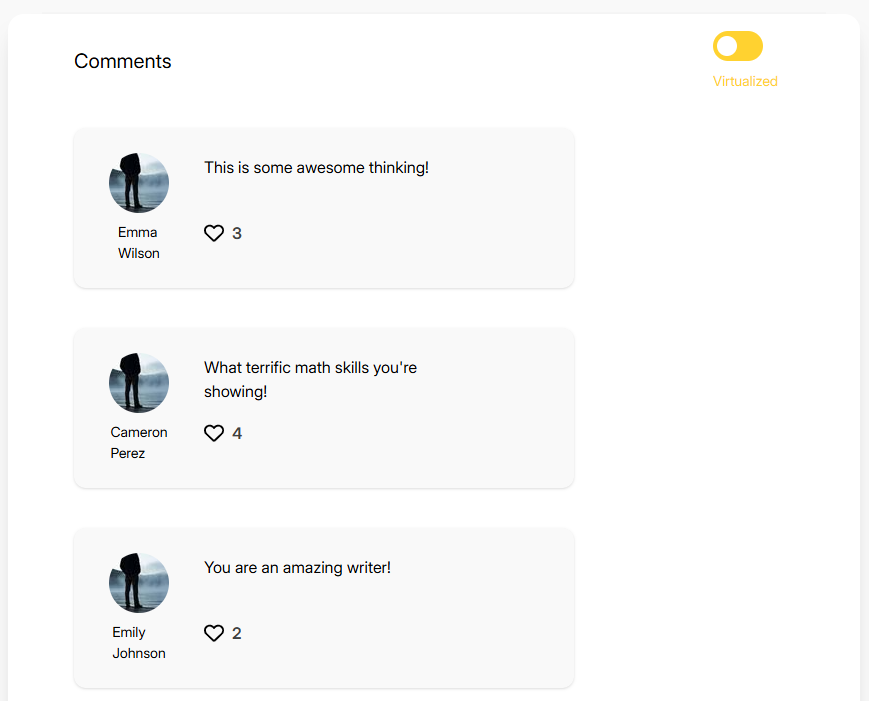 Comments
Virtualized
This is some awesome thinking!
3
Emma
Wilson
What terrific math skills you're
showing!
4
Cameron
Perez
You are an amazing writer!
2
Emily
Johnson